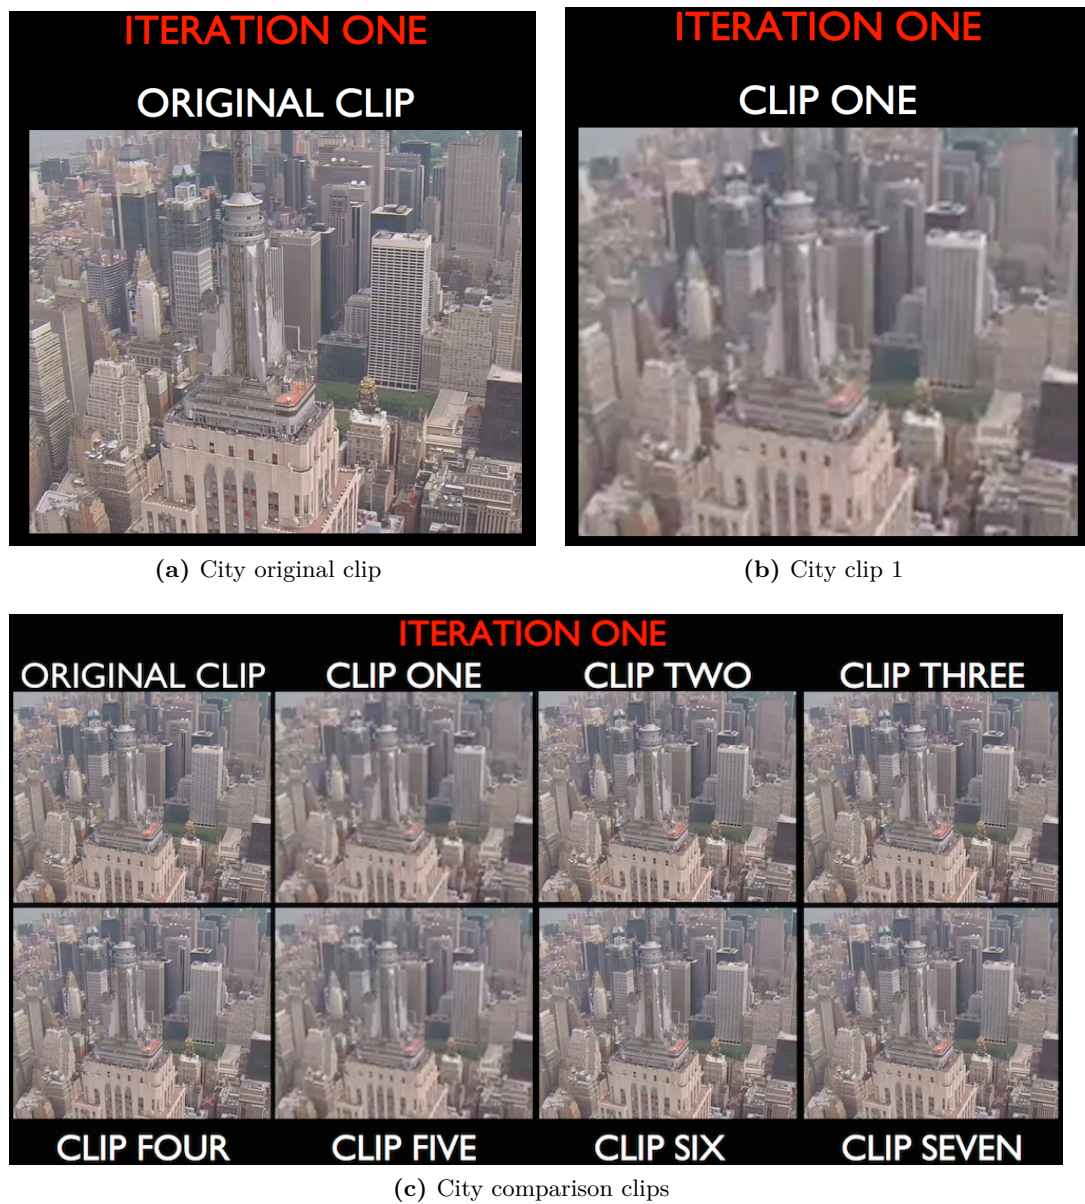 ITERATION ONE
ORIGINAL CLIP
(a) City original clip
ITERATION ONE
CLIP ONE
(b) City clip 1
ITERATION ONE
ORIGINAL CLIP CLIP ONE CLIP TWO CLIP THREE
CLIP FOUR CLIP FIVE CLIP SIX CLIP SEVEN
(c) City comparison clips